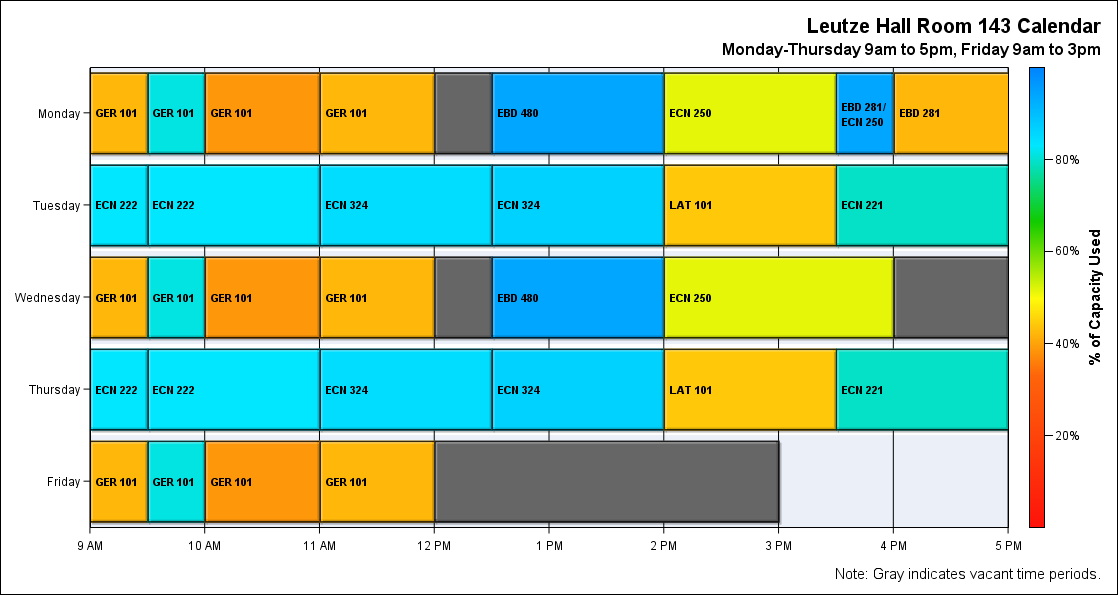 Leutze Hall Room 143 Calendar
Monday-Thursday 9am to 5pm, Friday 9am to 3pm
Monday
GER 101
GER 101
GER 101
GER 101
EBD 480
ECN 250
EBD 281/
ECN 250
EBD 281
Tuesday
ECN 222
ECN 222
ECN 324
ECN 324
LAT 101
ECN 221
Wednesday
GER 101
GER 101
GER 101
GER 101
EBD 480
ECN 250
Thursday
ECN 222
ECN 222
ECN 324
ECN 324
LAT 101
ECN 221
Friday
GER 101
GER 101
GER 101
GER 101
9 AM
10 AM
11 AM
12 PM
1 PM
2 PM
3 PM
4 PM
5 PM
80%
60%
40%
20%
% of Capacity Used
Note: Gray indicates vacant time periods.